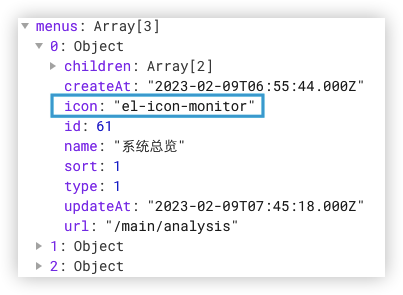 menus: Array[3]
0: Object
children: Array[2]
createAt: "2023-02-09T06:55:44.000Z"
icon: "el-icon-monitor"
id: 61
name: "系统总览"
sort: 1
type: 1
updateAt: "2023-02-09T07:45:18.000Z"
url: "/main/analysis"
1: Object
2: Object